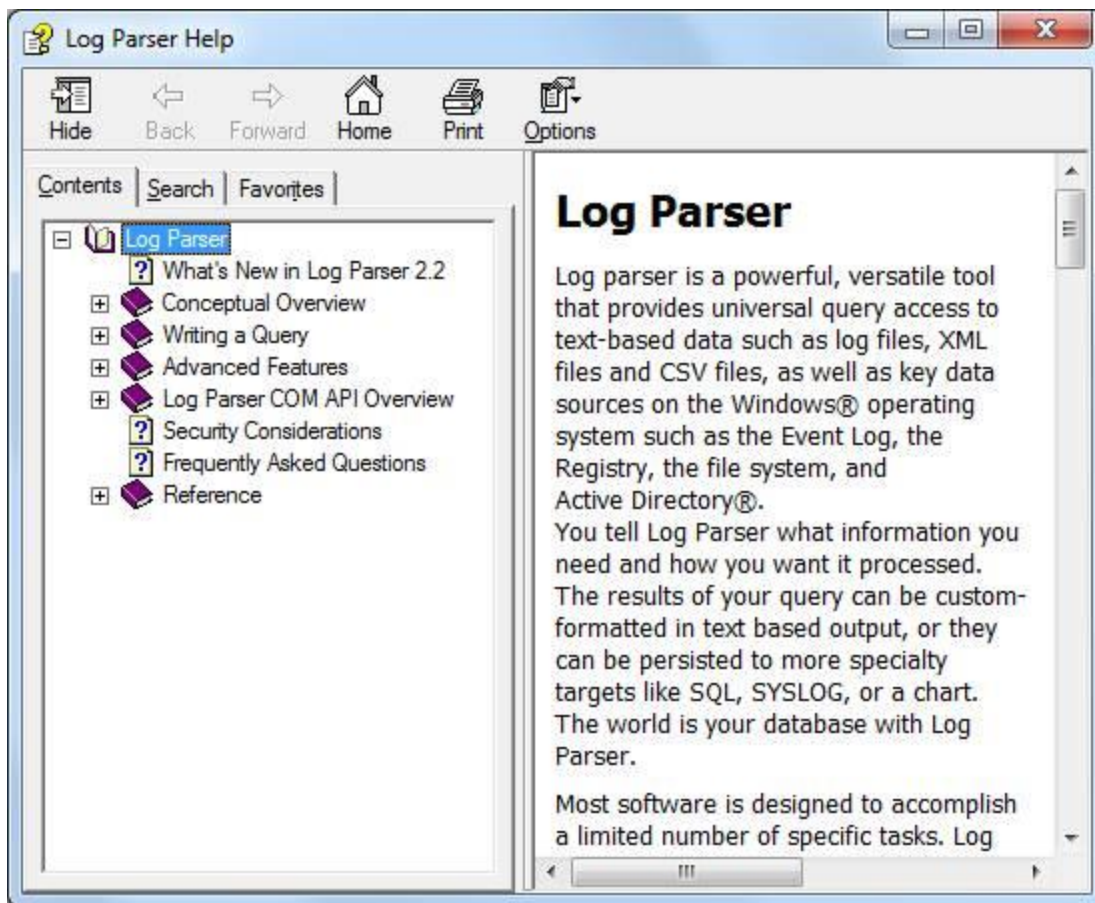 Log Parser Help
Hide
Back
Forward
Home
Print
Options
Contents
Search
Favorites
Log Parser
What's New in Log Parser 2.2
Conceptual Overview
Writing a Query
Advanced Features
Log Parser COM API Overview
Security Considerations
Frequently Asked Questions
Reference
Log Parser
Log parser is a powerful, versatile tool
that provides universal query access to
text-based data such as log files, XML
files and CSV files, as well as key data
sources on the Windows® operating
system such as the Event Log, the
Registry, the file system, and
Active Directory®.
You tell Log Parser what information you
need and how you want it processed.
The results of your query can be custom-
formatted in text based output, or they
can be persisted to more specialty
targets like SQL, SYSLOG, or a chart.
The world is your database with Log
Parser.
Most software is designed to accomplish
a limited number of specific tasks. Log